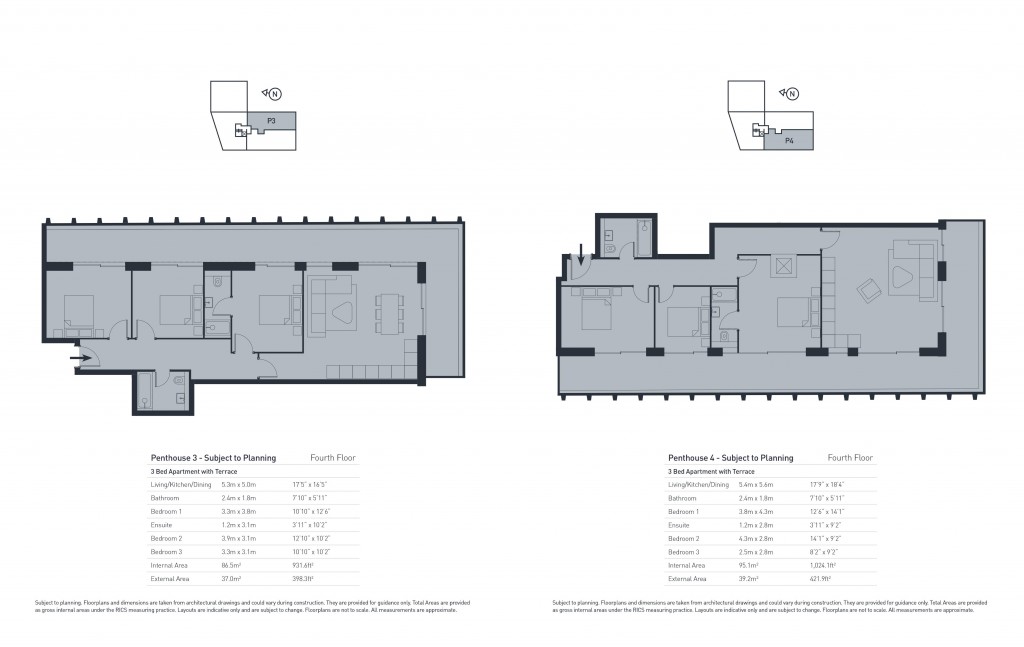 N
P3
Penthouse 3 - Subject to Planning Fourth Floor
3 Bed Apartment with Terrace
Living/Kitchen/Dining 5.3m x 5.0m 17'5" x 16'5"
Bathroom 2.4m x 1.8m 7'10" x 5'11"
Bedroom 1 3.3m x 3.8m 10'10" x 12'6"
Ensuite 1.2m x 3.1m 3'11" x 10'2"
Bedroom 2 3.9m x 3.1m 12'10" x 10'2"
Bedroom 3 3.3m x 3.1m 10'10" x 10'2"
Internal Area 86.5m² 931.6ft²
External Area 37.0m² 398.3ft²
Subject to planning. Floorplans and dimensions are taken from architectural drawings and could vary during construction. They are provided for guidance only. Total Areas are provided
as gross internal areas under the RICS measuring practice. Layouts are indicative only and are subject to change. Floorplans are not to scale. All measurements are approximate.
N
P4
Penthouse 4 - Subject to Planning Fourth Floor
3 Bed Apartment with Terrace
Living/Kitchen/Dining 5.4m x 5.6m 17'9" x 18'4"
Bathroom 2.4m x 1.8m 7'10" x 5'11"
Bedroom 1 3.8m x 4.3m 12'6" x 14'1"
Ensuite 1.2m x 2.8m 3'11" x 9'2"
Bedroom 2 4.3m x 2.8m 14'1" x 9'2"
Bedroom 3 2.5m x 2.8m 8'2" x 9'2"
Internal Area 95.1m² 1,024.1ft²
External Area 39.2m² 421.9ft²
Subject to planning. Floorplans and dimensions are taken from architectural drawings and could vary during construction. They are provided for guidance only. Total Areas are provided
as gross internal areas under the RICS measuring practice. Layouts are indicative only and are subject to change. Floorplans are not to scale. All measurements are approximate.